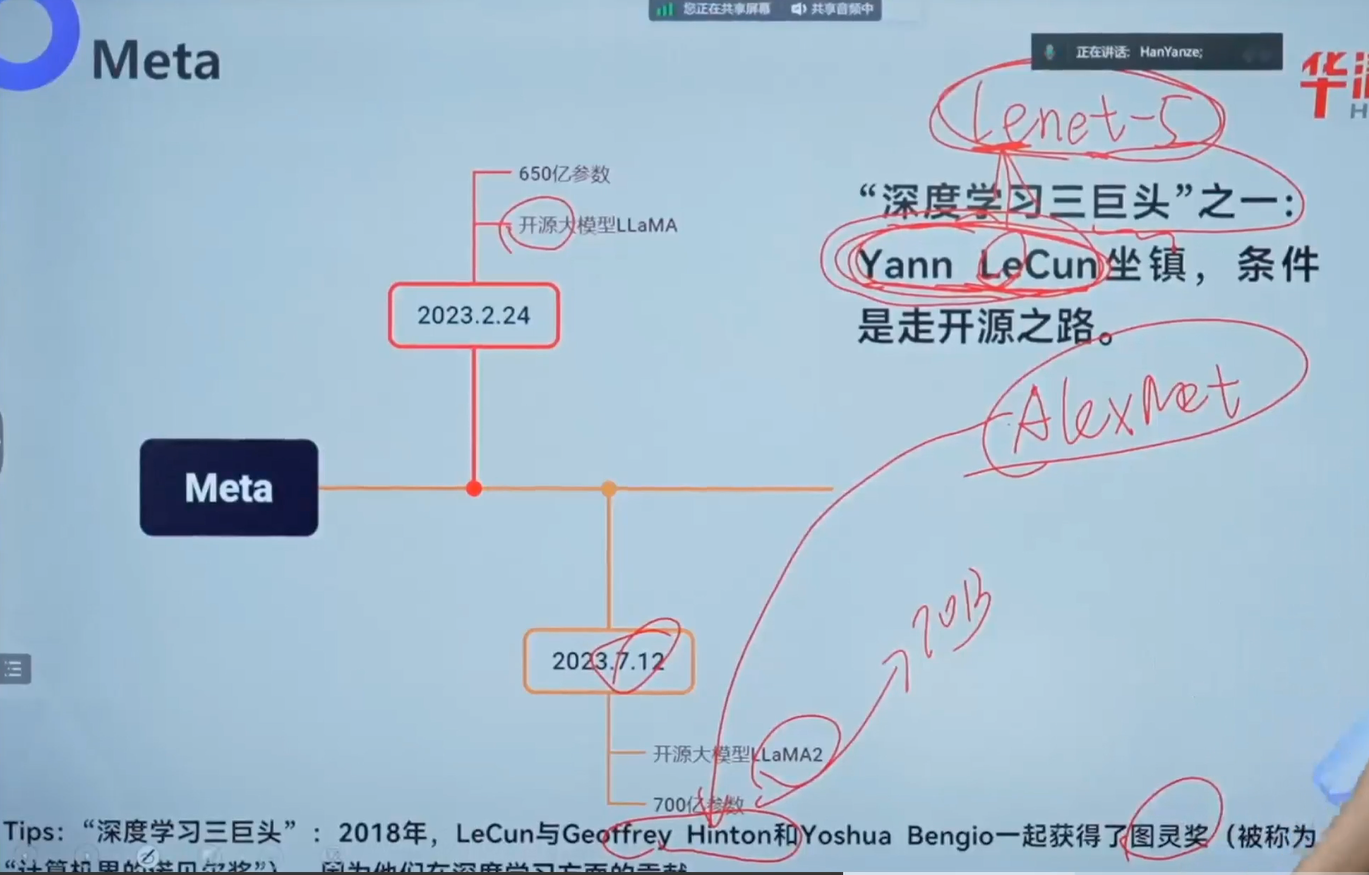 您正在共享屏幕 共享音频中
正在讲话: HanYanze;
Meta
华
H
Lenet-5
650亿参数
开源大模型LLaMA
2023.2.24
“深度学习三巨头”之一:
Yann LeCun坐镇，条件
是走开源之路。
AlexNet
Meta
70B
2023.7.12
开源大模型LLaMA2
700亿参数
Tips: “深度学习三巨头”: 2018年，LeCun与Geoffrey Hinton和Yoshua Bengio一起获得了图灵奖（被称为
“计算机界的诺贝尔奖”），因为他们在深度学习方面的贡献